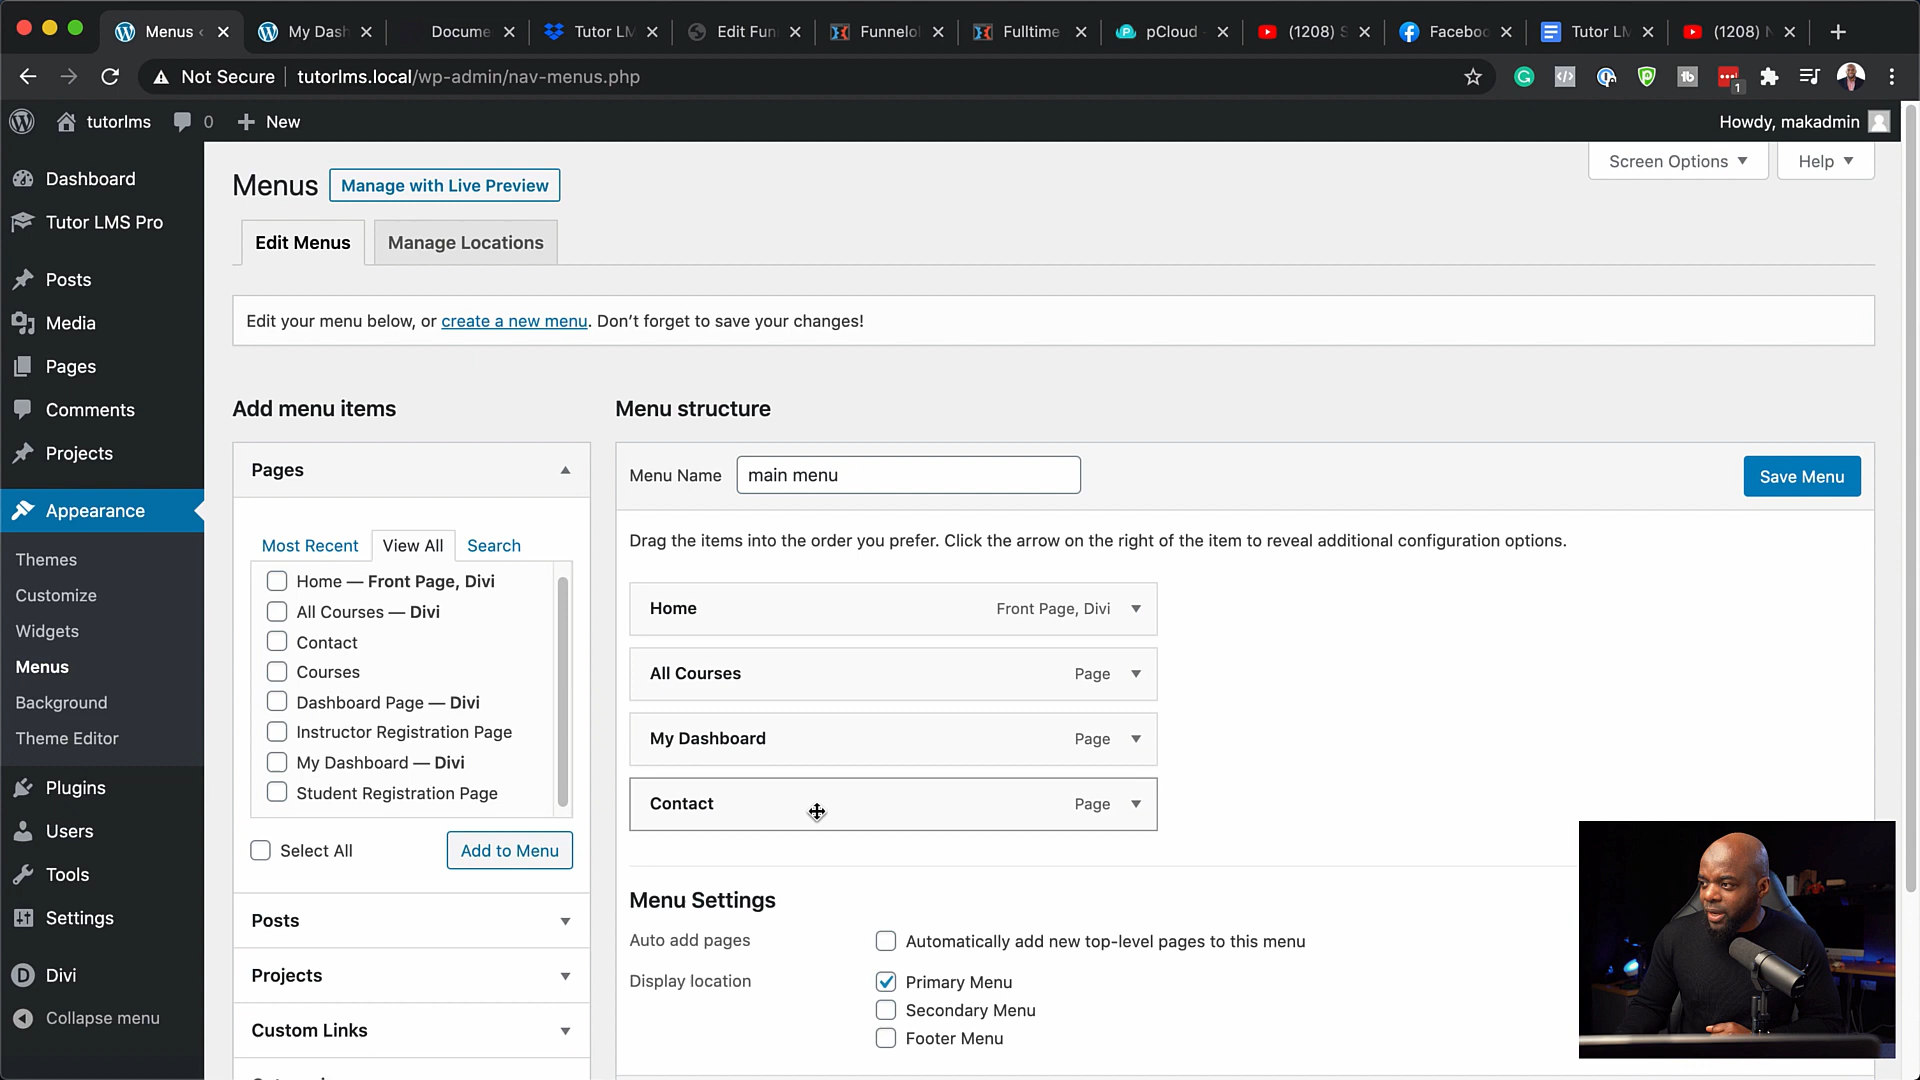 Menus
My Dash
Docume
Tutor LM
Edit Fun
Funnelo
Fulltime
pCloud
(1208) S
Faceboo
Tutor LM
(1208) N
Not Secure
tutorlms.local/wp-admin/nav-menus.php
1
tutorlms
0
New
Howdy, makadmin
Screen Options
Help
Dashboard
Tutor LMS Pro
Posts
Media
Pages
Comments
Projects
Appearance
Themes
Customize
Widgets
Menus
Background
Theme Editor
Plugins
Users
Tools
Settings
Divi
Collapse menu
Menus
Manage with Live Preview
Edit Menus
Manage Locations
Edit your menu below, or create a new menu. Don’t forget to save your changes!
Add menu items
Pages
Most Recent
View All
Search
Home — Front Page, Divi
All Courses — Divi
Contact
Courses
Dashboard Page — Divi
Instructor Registration Page
My Dashboard — Divi
Student Registration Page
Select All
Add to Menu
Posts
Projects
Custom Links
Menu structure
Menu Name
main menu
Save Menu
Drag the items into the order you prefer. Click the arrow on the right of the item to reveal additional configuration options.
Home
Front Page, Divi
All Courses
Page
My Dashboard
Page
Contact
Page
Menu Settings
Auto add pages
Automatically add new top-level pages to this menu
Display location
Primary Menu
Secondary Menu
Footer Menu